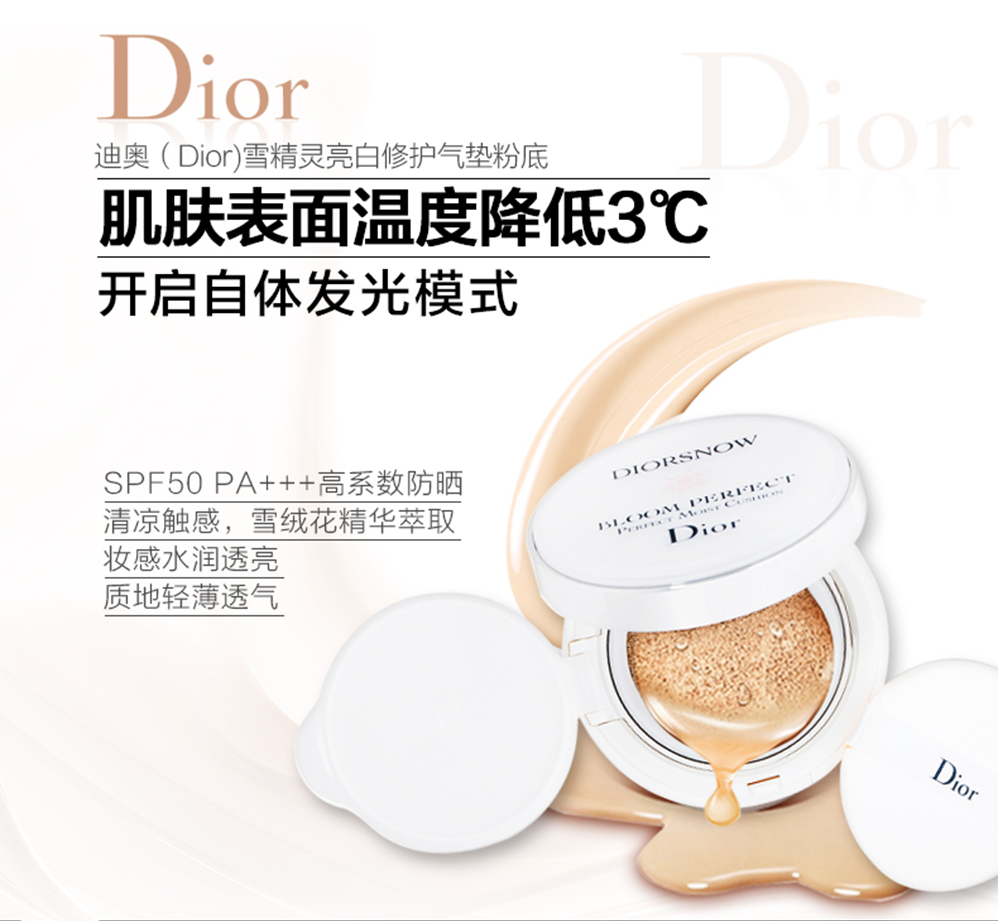 Dior
Dior
迪奥（Dior)雪精灵亮白修护气垫粉底
肌肤表面温度降低3℃
开启自体发光模式
SPF50 PA+++高系数防晒
清凉触感，雪绒花精华萃取
妆感水润透亮
质地轻薄透气
DIORSNOW
BLOOM PERFECT
PERFECT MOIST CUSHION
Dior
Dior